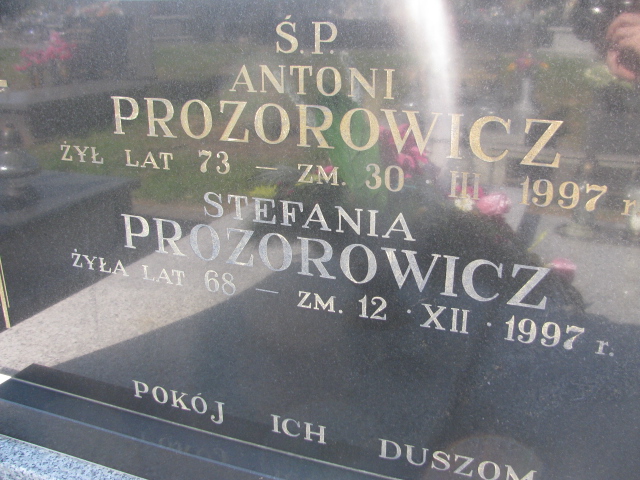 Ś.P.
ANTONI
PROZOROWICZ
ŻYŁ LAT 73 — ZM. 30 III 1997 r
STEFANIA
PROZOROWICZ
ŻYŁA LAT 68 — ZM. 12 · XII · 1997 r.
POKÓJ ICH DUSZOM